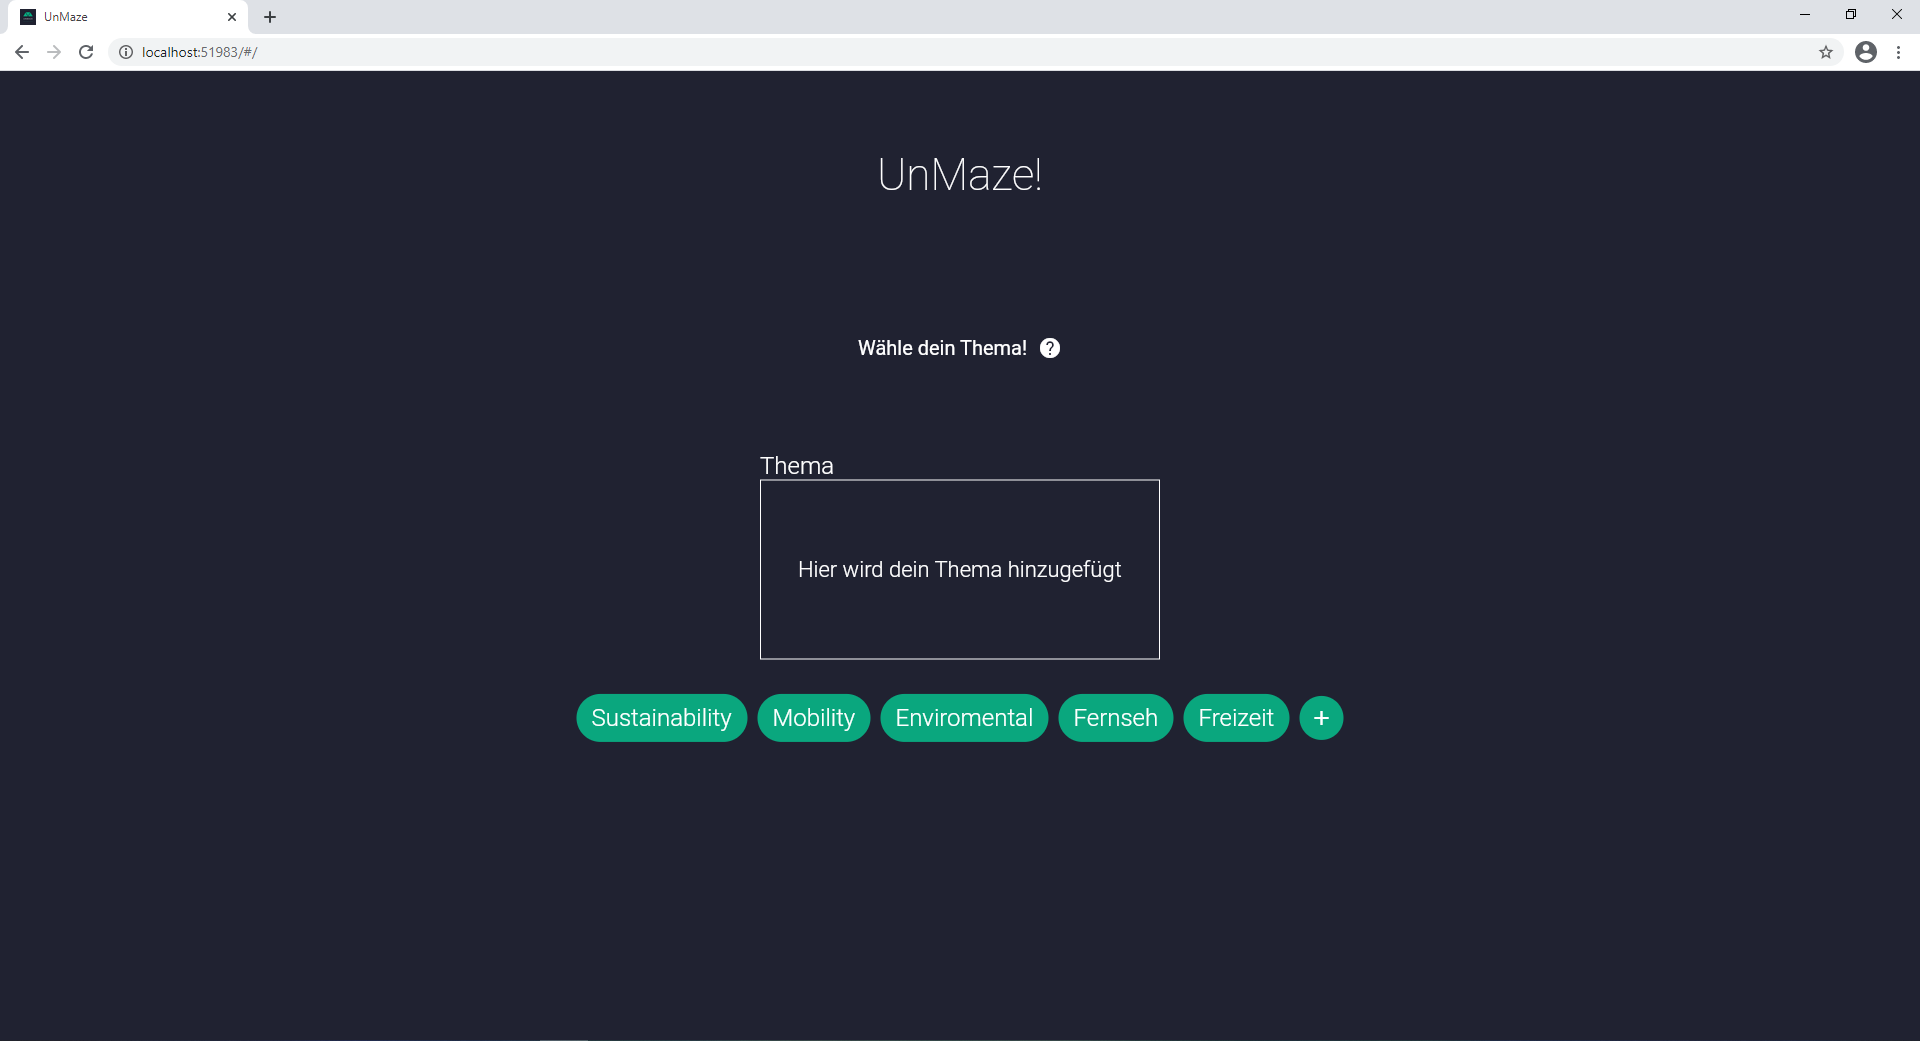 UnMaze
localhost:51983/#/
UnMaze!
Wähle dein Thema! ?
Thema
Hier wird dein Thema hinzugefügt
Sustainability Mobility Enviromental Fernseh Freizeit +